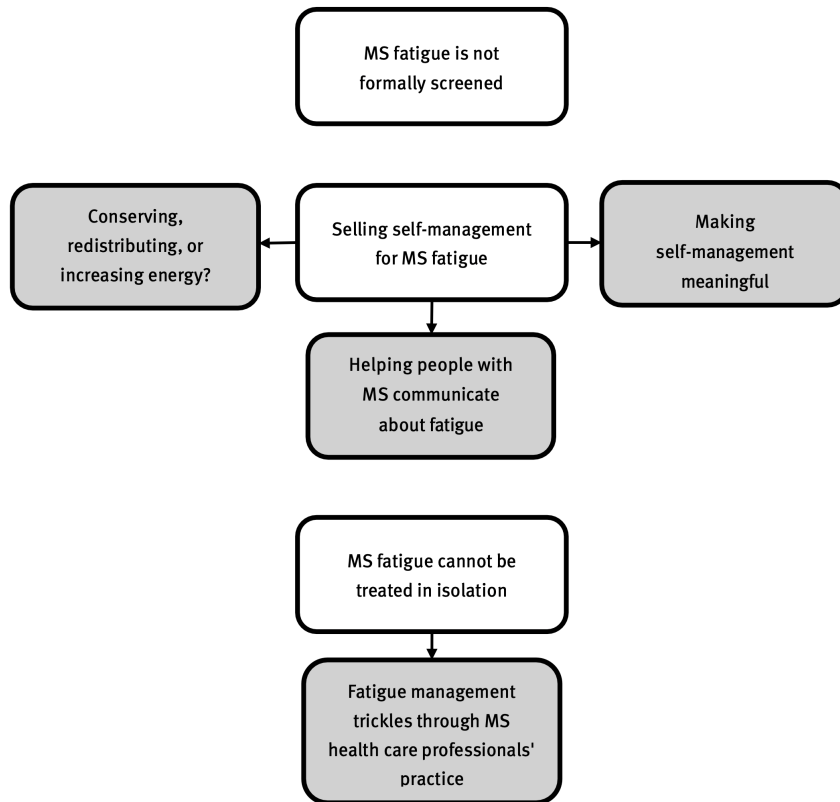 MS fatigue is not
formally screened
Conserving,
redistributing, or
increasing energy?
Selling self-management
for MS fatigue
Making
self-management
meaningful
Helping people with
MS communicate
about fatigue
MS fatigue cannot be
treated in isolation
Fatigue management
trickles through MS
health care professionals'
practice